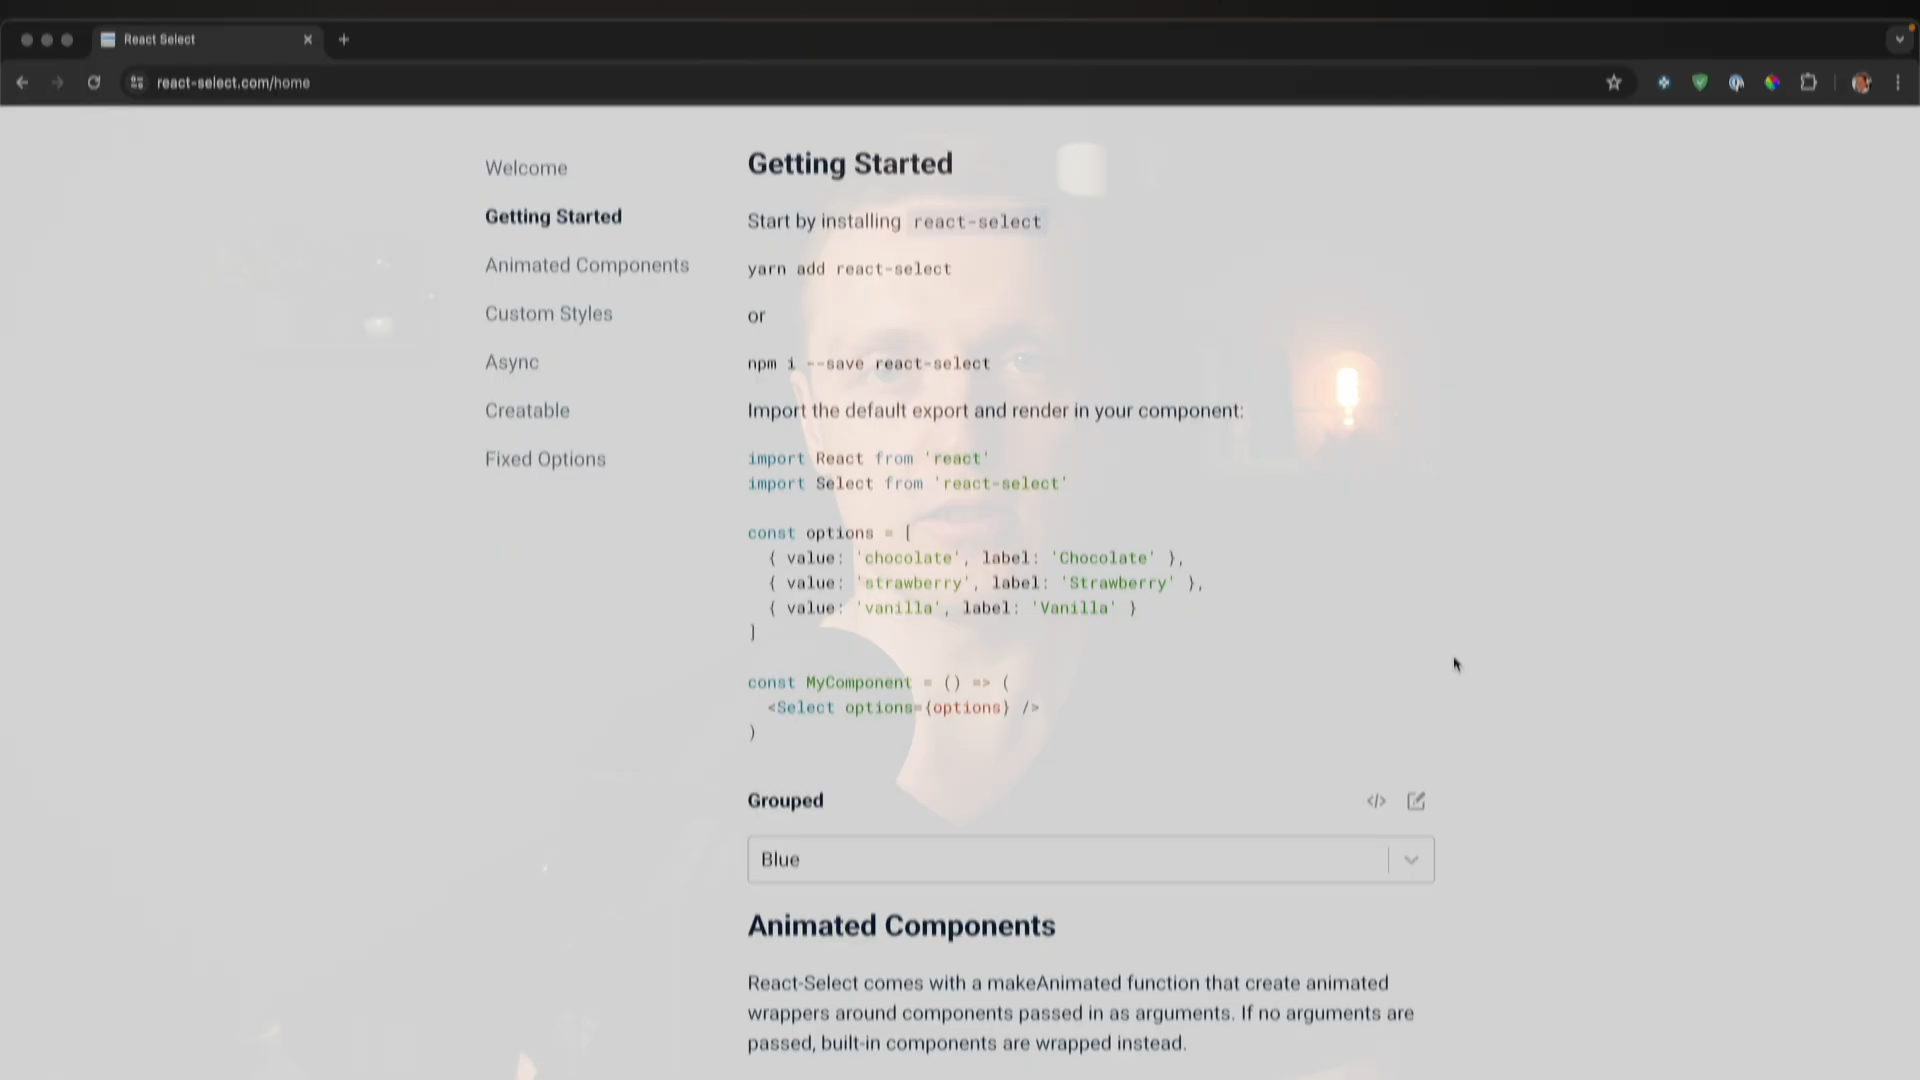 React Select
react-select.com/home
Welcome
Getting Started
Animated Components
Custom Styles
Async
Creatable
Fixed Options
Getting Started
Start by installing react-select
yarn add react-select
or
npm i --save react-select
Import the default export and render in your component:
import React from 'react'
import Select from 'react-select'
const options = [
  { value: 'chocolate', label: 'Chocolate' },
  { value: 'strawberry', label: 'Strawberry' },
  { value: 'vanilla', label: 'Vanilla' }
]
const MyComponent = () => (
  <Select options={options} />
)
Grouped
Blue
Animated Components
React-Select comes with a makeAnimated function that create animated
wrappers around components passed in as arguments. If no arguments are
passed, built-in components are wrapped instead.